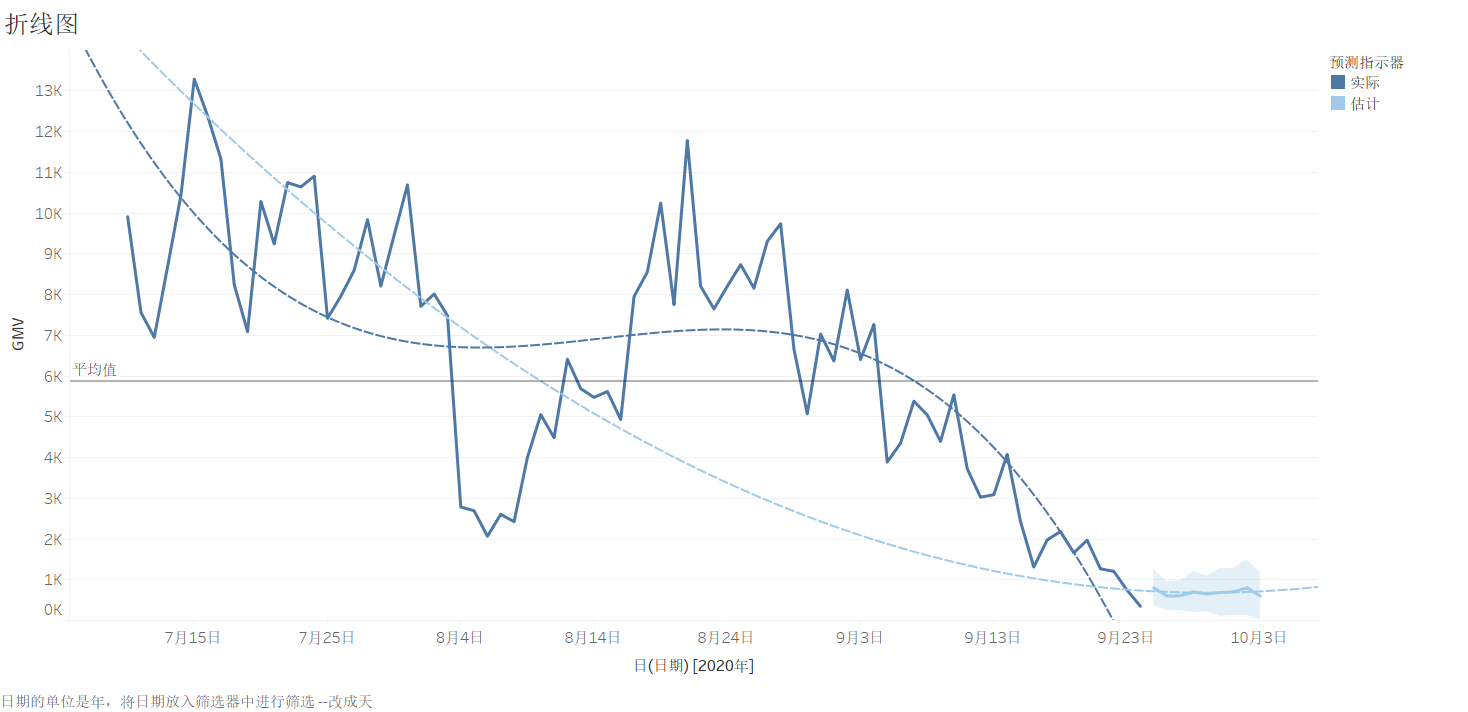 折线图
预测指示器
实际
估计
GMV
13K
12K
11K
10K
9K
8K
7K
6K
5K
4K
3K
2K
1K
0K
平均值
7月15日
7月25日
8月4日
8月14日
8月24日
9月3日
9月13日
9月23日
10月3日
日(日期) [2020年]
日期的单位是年，将日期放入筛选器中进行筛选 --改成天